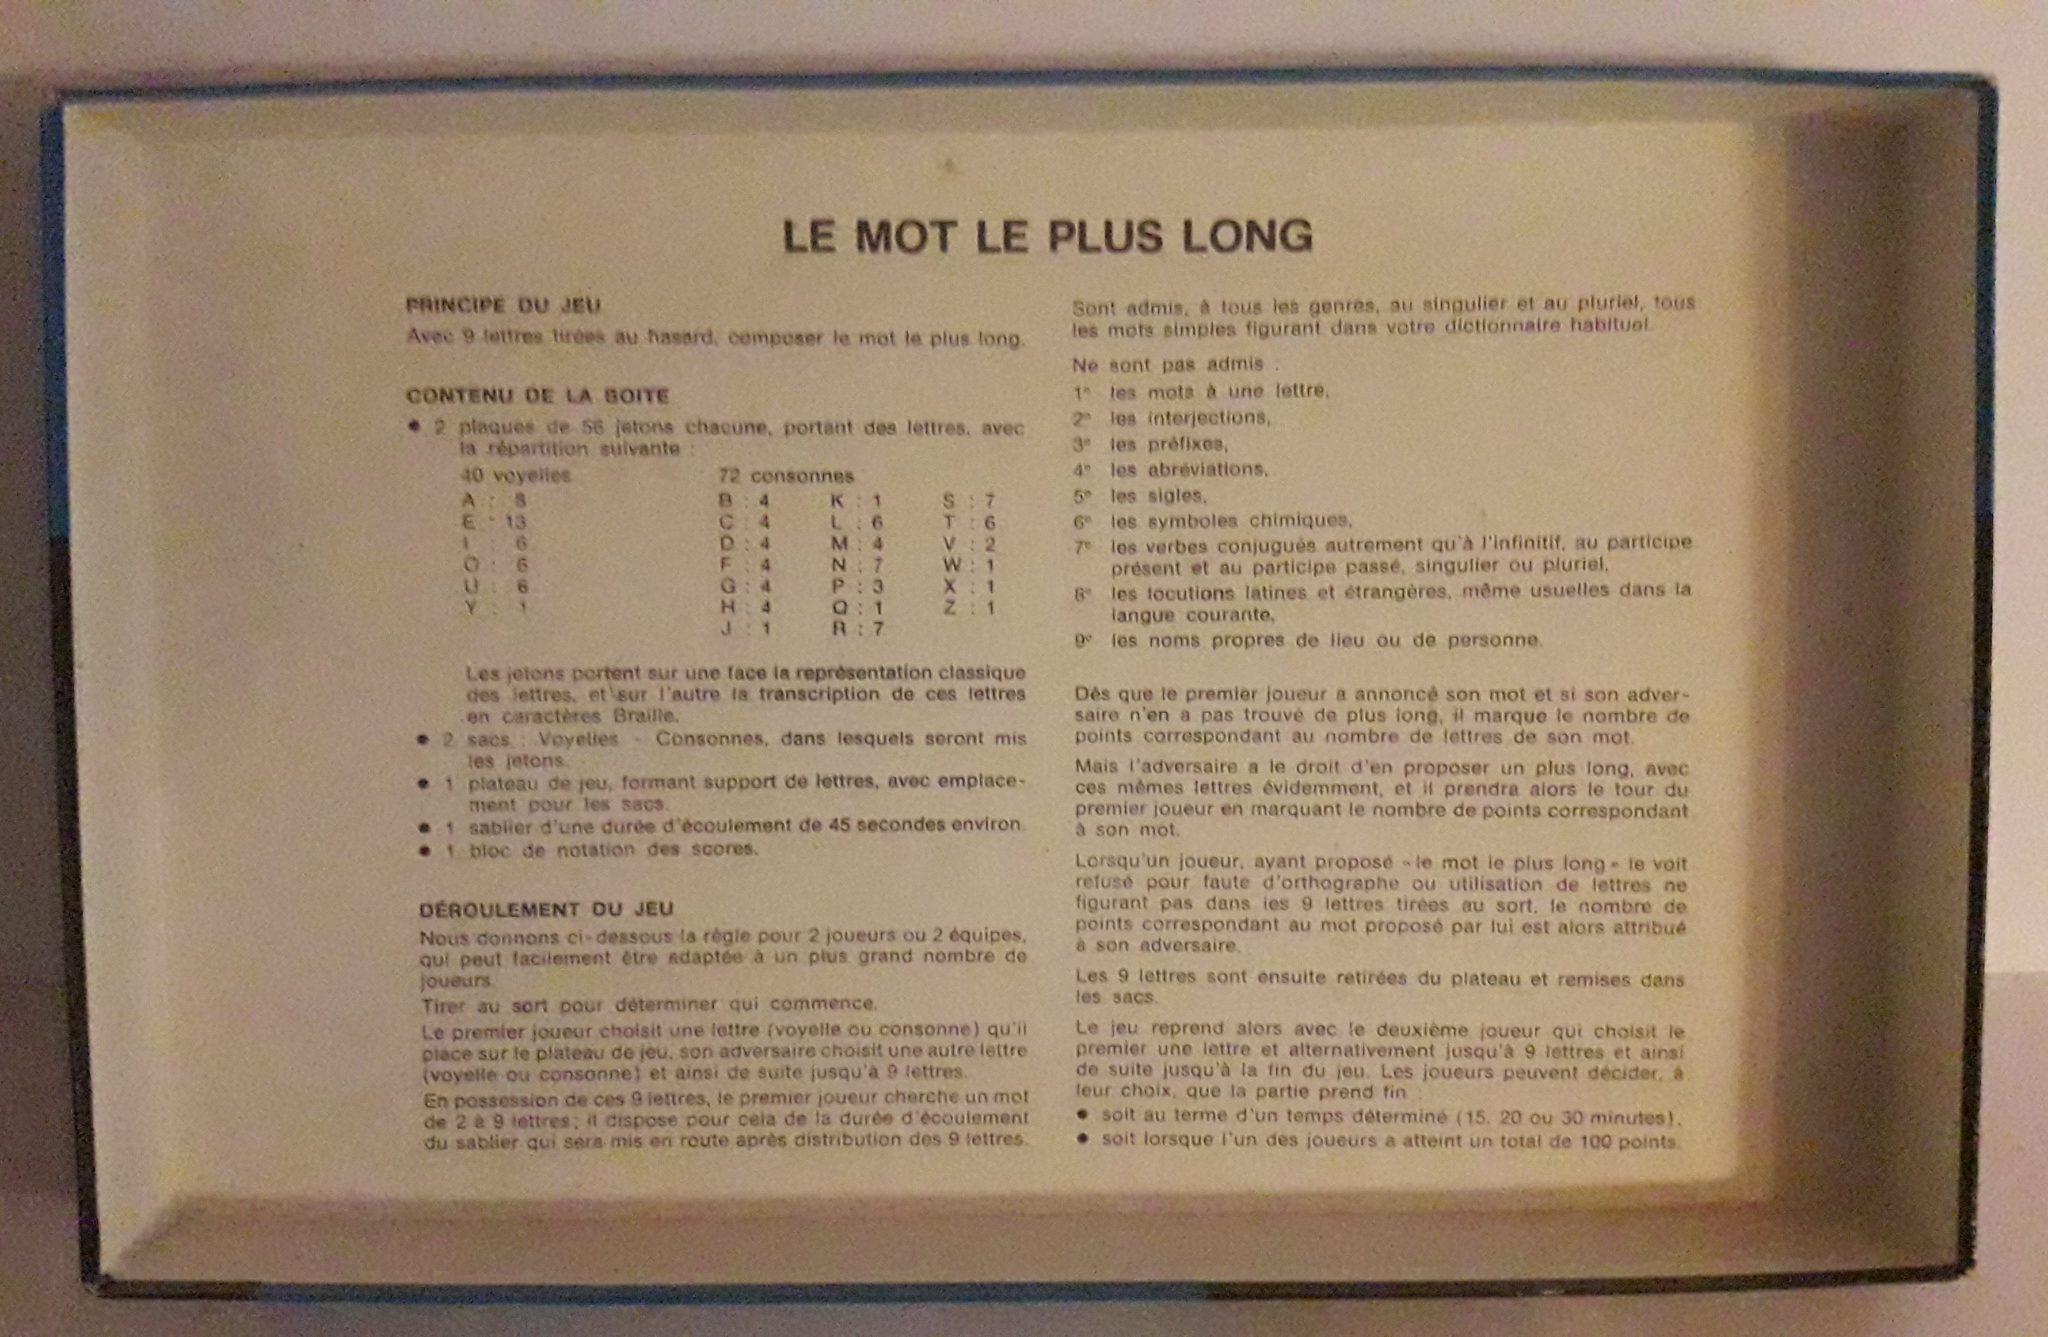 LE MOT LE PLUS LONG
PRINCIPE DU JEU
Avec 9 lettres tirées au hasard, composer le mot le plus long.
CONTENU DE LA BOITE
● 2 plaques de 56 jetons chacune, portant des lettres, avec
la répartition suivante :
40 voyelles 72 consonnes
A : 8 B : 4 K : 1 S : 7
E : 13 C : 4 L : 6 T : 6
I : 6 D : 4 M : 4 V : 2
O : 6 F : 4 N : 7 W : 1
U : 6 G : 4 P : 3 X : 1
Y : 1 H : 4 Q : 1 Z : 1
J : 1 R : 7
Les jetons portent sur une face la représentation classique
des lettres, et sur l'autre la transcription de ces lettres
en caractères Braille.
● 2 sacs : Voyelles - Consonnes, dans lesquels seront mis
les jetons.
● 1 plateau de jeu, formant support de lettres, avec emplace-
ment pour les sacs.
● 1 sablier d'une durée d'écoulement de 45 secondes environ.
● 1 bloc de notation des scores.
DÉROULEMENT DU JEU
Nous donnons ci-dessous la règle pour 2 joueurs ou 2 équipes,
qui peut facilement être adaptée à un plus grand nombre de
joueurs.
Tirer au sort pour déterminer qui commence.
Le premier joueur choisit une lettre (voyelle ou consonne) qu'il
place sur le plateau de jeu, son adversaire choisit une autre lettre
(voyelle ou consonne) et ainsi de suite jusqu'à 9 lettres.
En possession de ces 9 lettres, le premier joueur cherche un mot
de 2 à 9 lettres ; il dispose pour cela de la durée d'écoulement
du sablier qui sera mis en route après distribution des 9 lettres.
Sont admis, à tous les genres, au singulier et au pluriel, tous
les mots simples figurant dans votre dictionnaire habituel.
Ne sont pas admis :
1° les mots à une lettre,
2° les interjections,
3° les préfixes,
4° les abréviations,
5° les sigles,
6° les symboles chimiques,
7° les verbes conjugués autrement qu'à l'infinitif, au participe
présent et au participe passé, singulier ou pluriel,
8° les locutions latines et étrangères, même usuelles dans la
langue courante,
9° les noms propres de lieu ou de personne.
Dès que le premier joueur a annoncé son mot et si son adver-
saire n'en a pas trouvé de plus long, il marque le nombre de
points correspondant au nombre de lettres de son mot.
Mais l'adversaire a le droit d'en proposer un plus long, avec
ces mêmes lettres évidemment, et il prendra alors le tour du
premier joueur en marquant le nombre de points correspondant
à son mot.
Lorsqu'un joueur, ayant proposé « le mot le plus long » le voit
refusé pour faute d'orthographe ou utilisation de lettres ne
figurant pas dans les 9 lettres tirées au sort, le nombre de
points correspondant au mot proposé par lui est alors attribué
à son adversaire.
Les 9 lettres sont ensuite retirées du plateau et remises dans
les sacs.
Le jeu reprend alors avec le deuxième joueur qui choisit le
premier une lettre et alternativement jusqu'à 9 lettres et ainsi
de suite jusqu'à la fin du jeu. Les joueurs peuvent décider, à
leur choix, que la partie prend fin :
● soit au terme d'un temps déterminé (15, 20 ou 30 minutes),
● soit lorsque l'un des joueurs a atteint un total de 100 points.